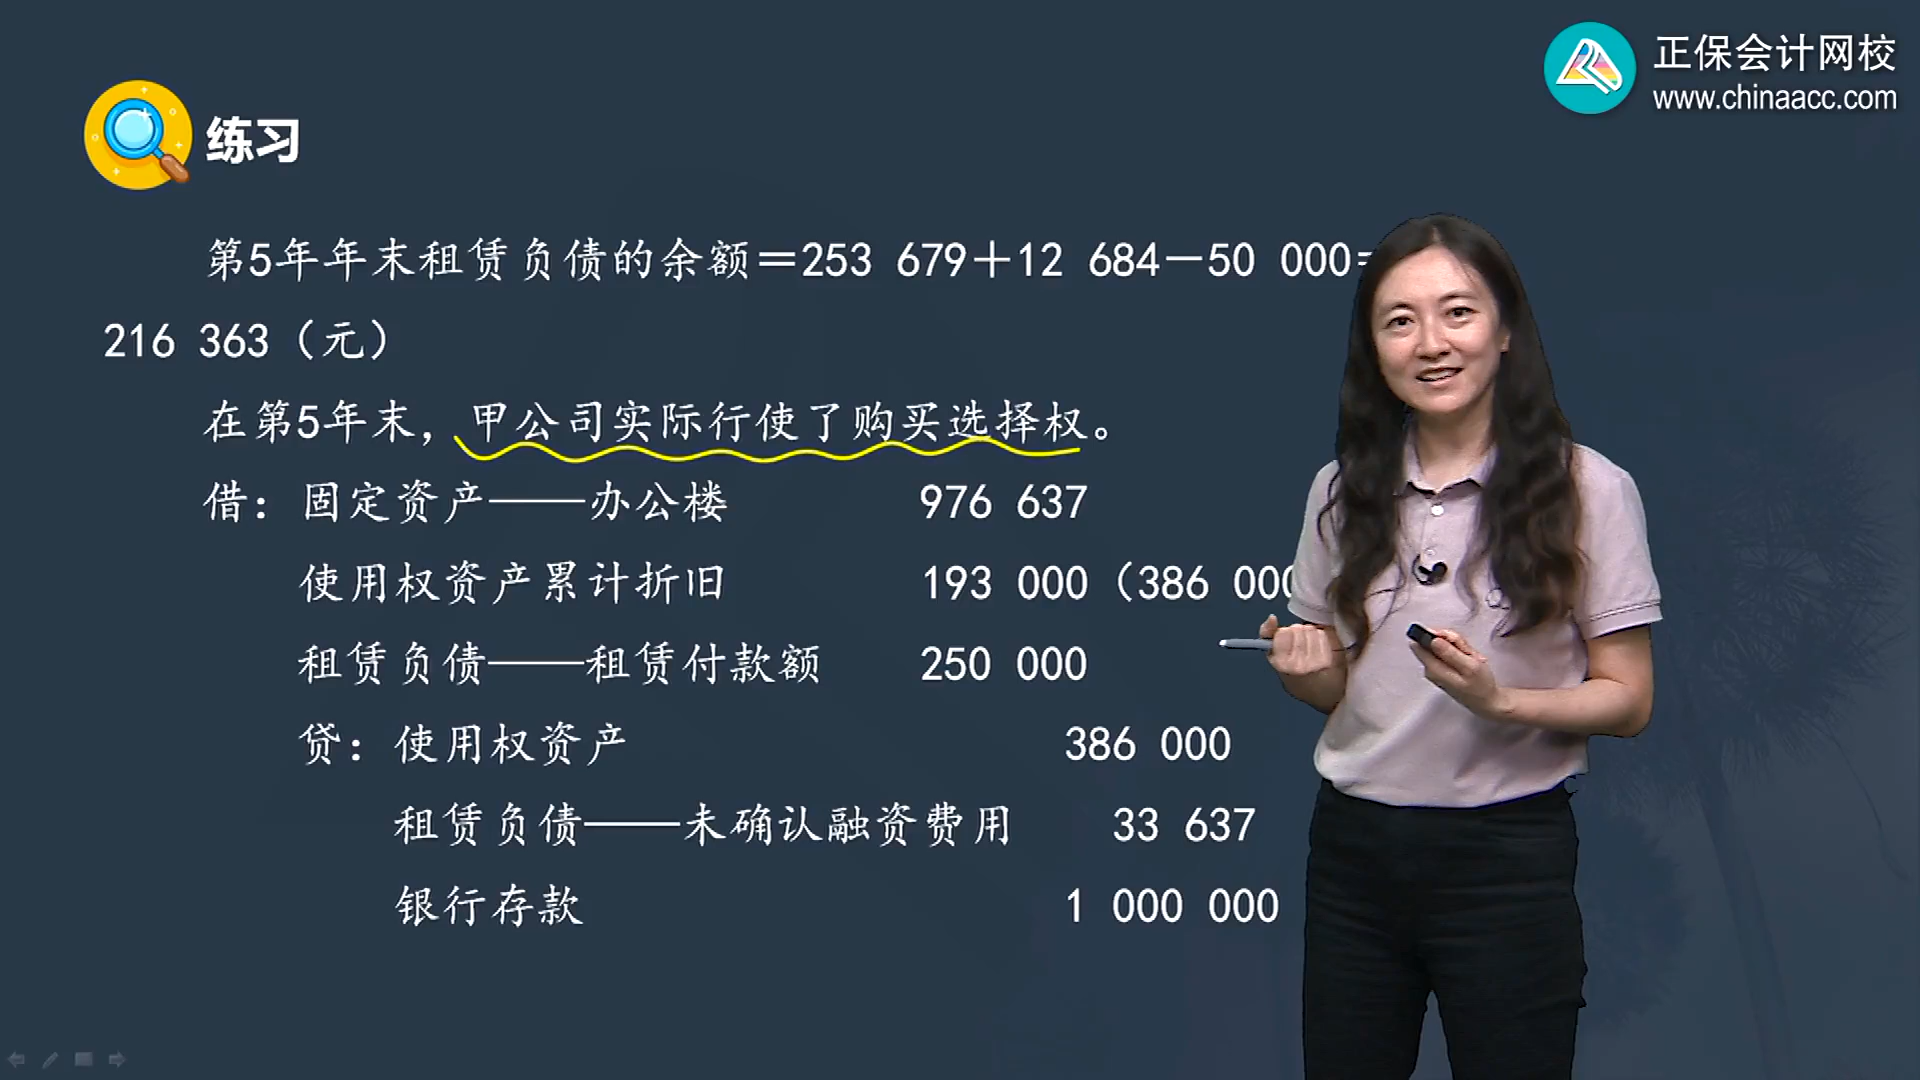 正保会计网校
www.chinaacc.com
练习
第5年年末租赁负债的余额＝253 679＋12 684－50 000=
216 363（元）
在第5年末，甲公司实际行使了购买选择权。
借：固定资产——办公楼 976 637
使用权资产累计折旧 193 000（386 000
租赁负债——租赁付款额 250 000
贷：使用权资产 386 000
租赁负债——未确认融资费用 33 637
银行存款 1 000 000